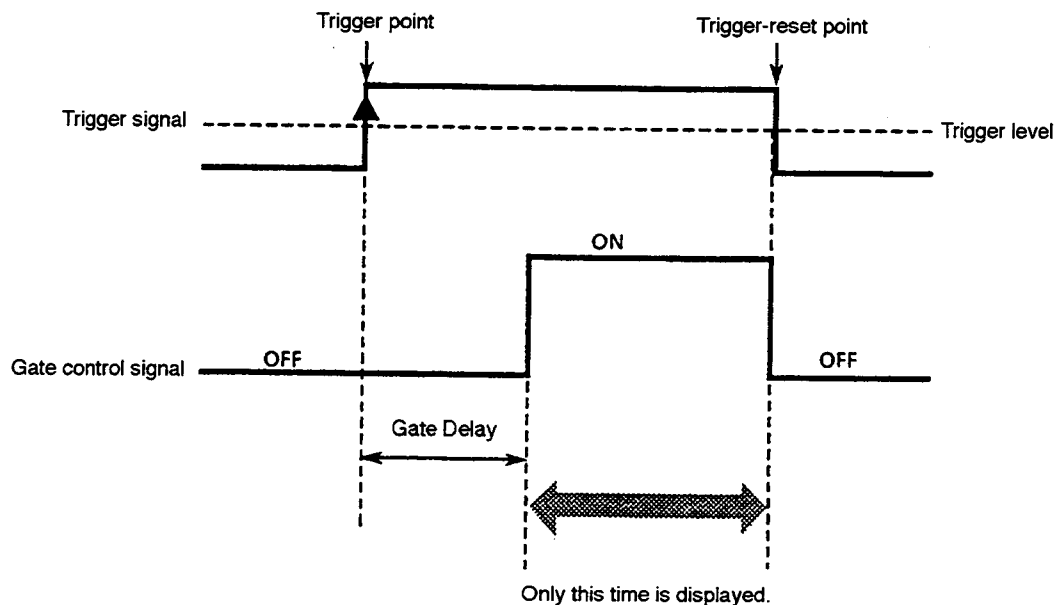 Trigger point
Trigger-reset point
Trigger signal
Trigger level
ON
Gate control signal
OFF
OFF
Gate Delay
Only this time is displayed.